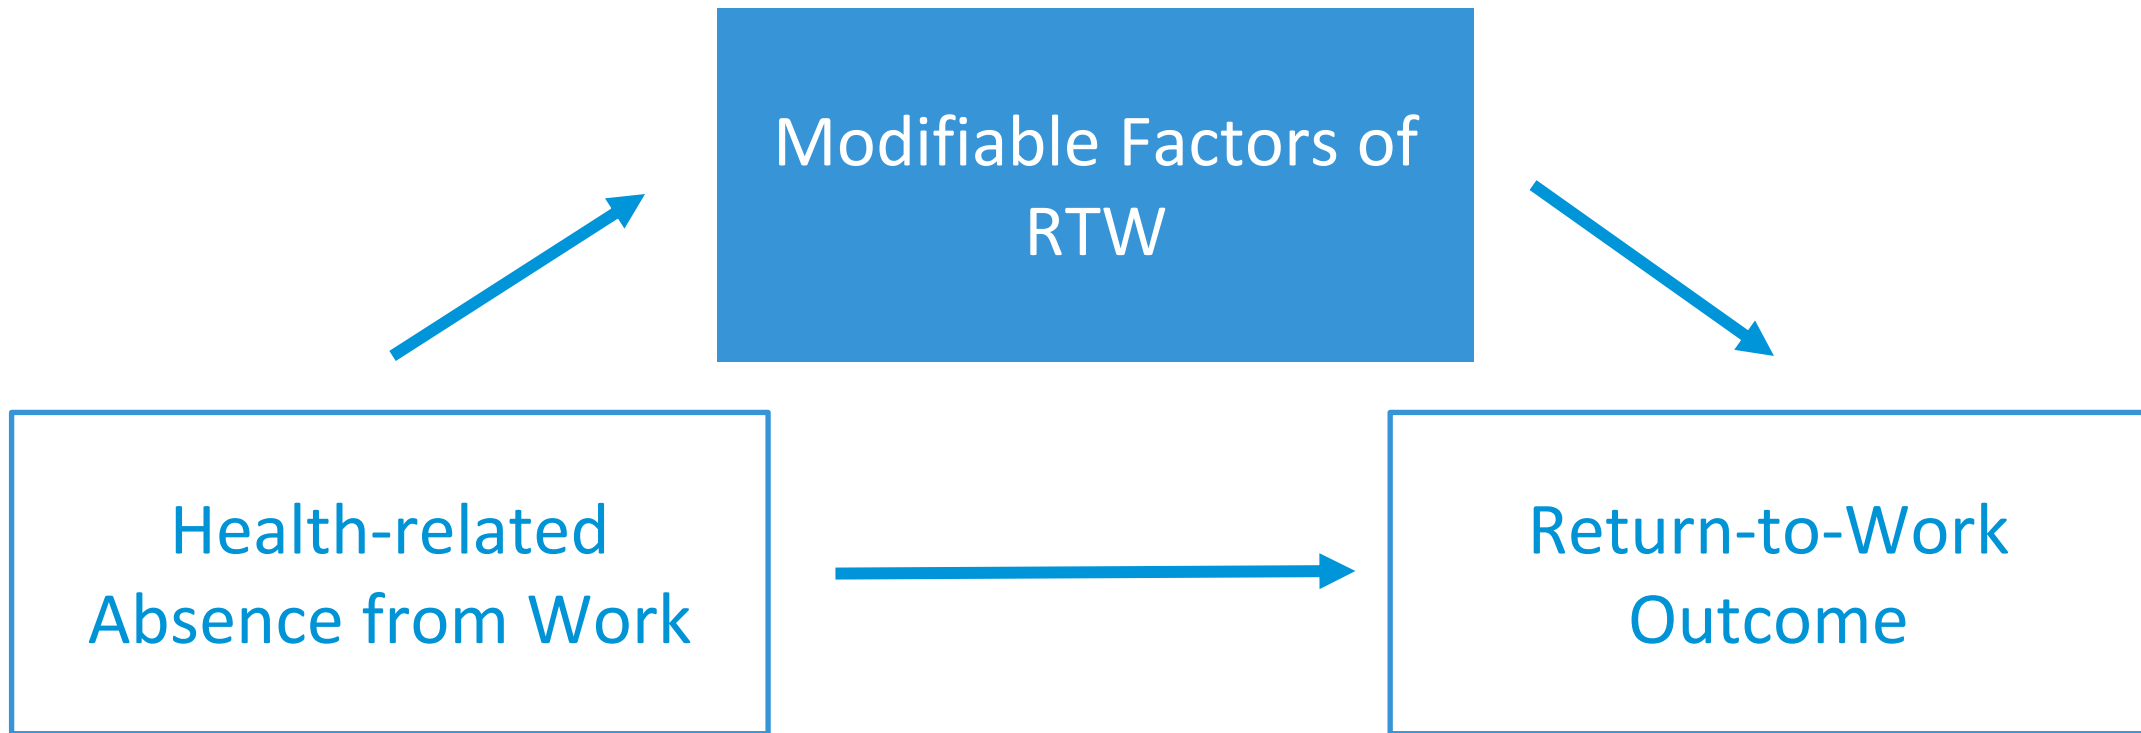 Modifiable Factors of
RTW
Health-related
Absence from Work
Return-to-Work
Outcome